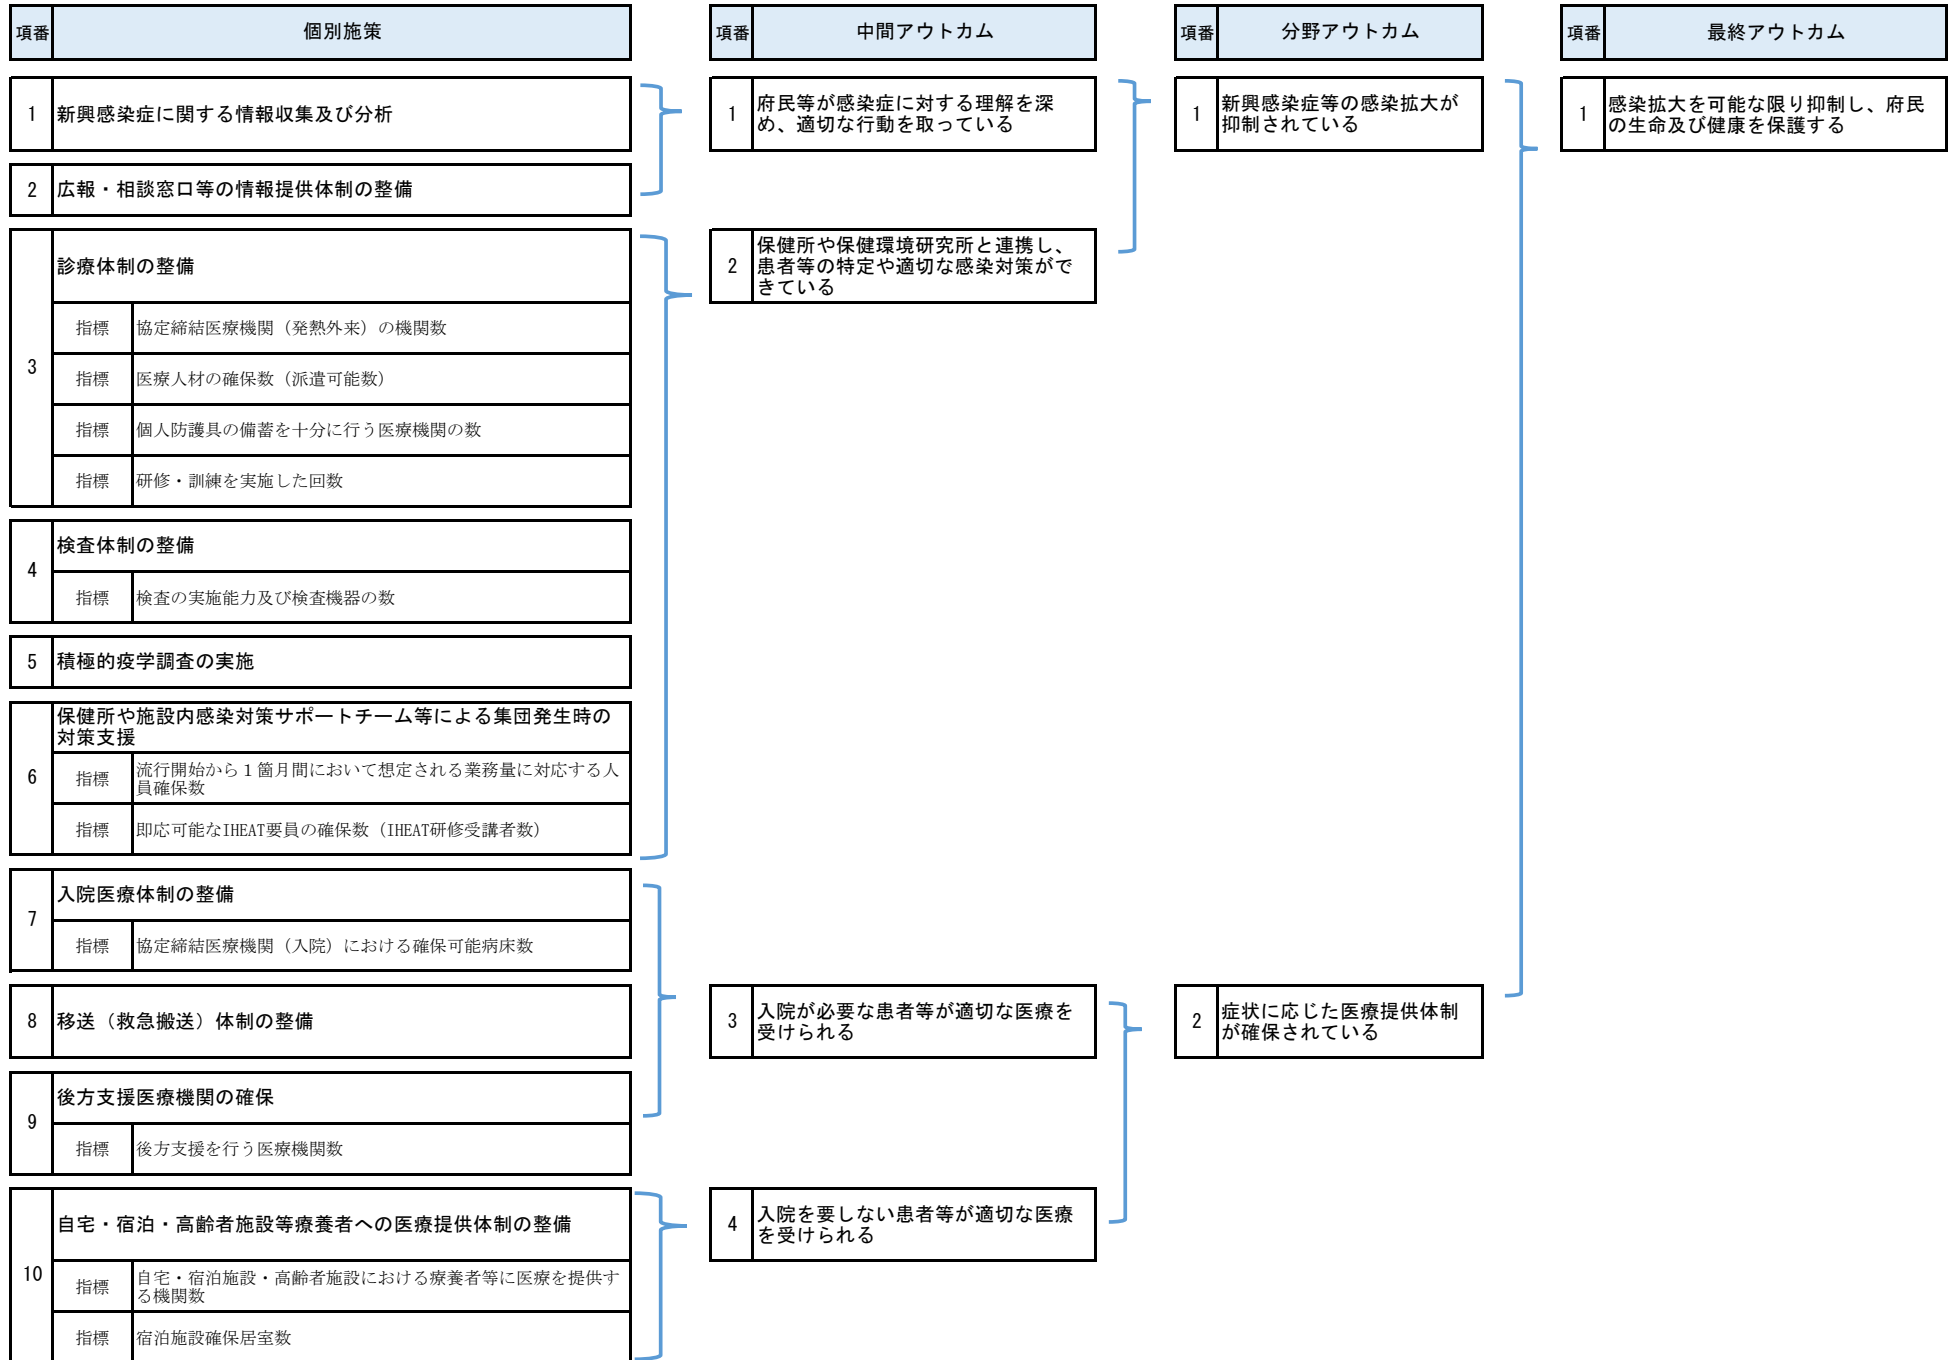 項番
個別施策
項番
中間アウトカム
項番
分野アウトカム
項番
最終アウトカム
1
新興感染症に関する情報収集及び分析
2
広報・相談窓口等の情報提供体制の整備
3
診療体制の整備
指標
協定締結医療機関（発熱外来）の機関数
指標
医療人材の確保数（派遣可能数）
指標
個人防護具の備蓄を十分に行う医療機関の数
指標
研修・訓練を実施した回数
4
検査体制の整備
指標
検査の実施能力及び検査機器の数
5
積極的疫学調査の実施
6
保健所や施設内感染対策サポートチーム等による集団発生時の
対策支援
指標
流行開始から１箇月間において想定される業務量に対応する人
員確保数
指標
即応可能なIHEAT要員の確保数（IHEAT研修受講者数）
7
入院医療体制の整備
指標
協定締結医療機関（入院）における確保可能病床数
8
移送（救急搬送）体制の整備
9
後方支援医療機関の確保
指標
後方支援を行う医療機関数
10
自宅・宿泊・高齢者施設等療養者への医療提供体制の整備
指標
自宅・宿泊施設・高齢者施設における療養者等に医療を提供す
る機関数
指標
宿泊施設確保居室数
1
府民等が感染症に対する理解を深
め、適切な行動を取っている
2
保健所や保健環境研究所と連携し、
患者等の特定や適切な感染対策がで
きている
3
入院が必要な患者等が適切な医療を
受けられる
4
入院を要しない患者等が適切な医療
を受けられる
1
新興感染症等の感染拡大が
抑制されている
2
症状に応じた医療提供体制
が確保されている
1
感染拡大を可能な限り抑制し、府民
の生命及び健康を保護する